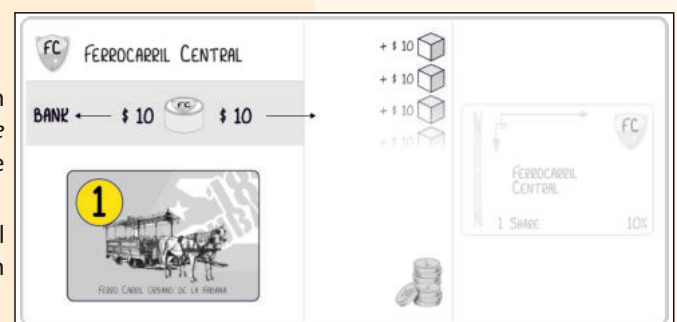 FC FERROCARRIL CENTRAL
BANK $ 10 FC $ 10
1
FERRO CARRIL URBANO DE LA HABANA
+ $ 10
+ $ 10
+ $ 10
+ $ 10
FC
FERROCARRIL
CENTRAL
1 SHARE 10%